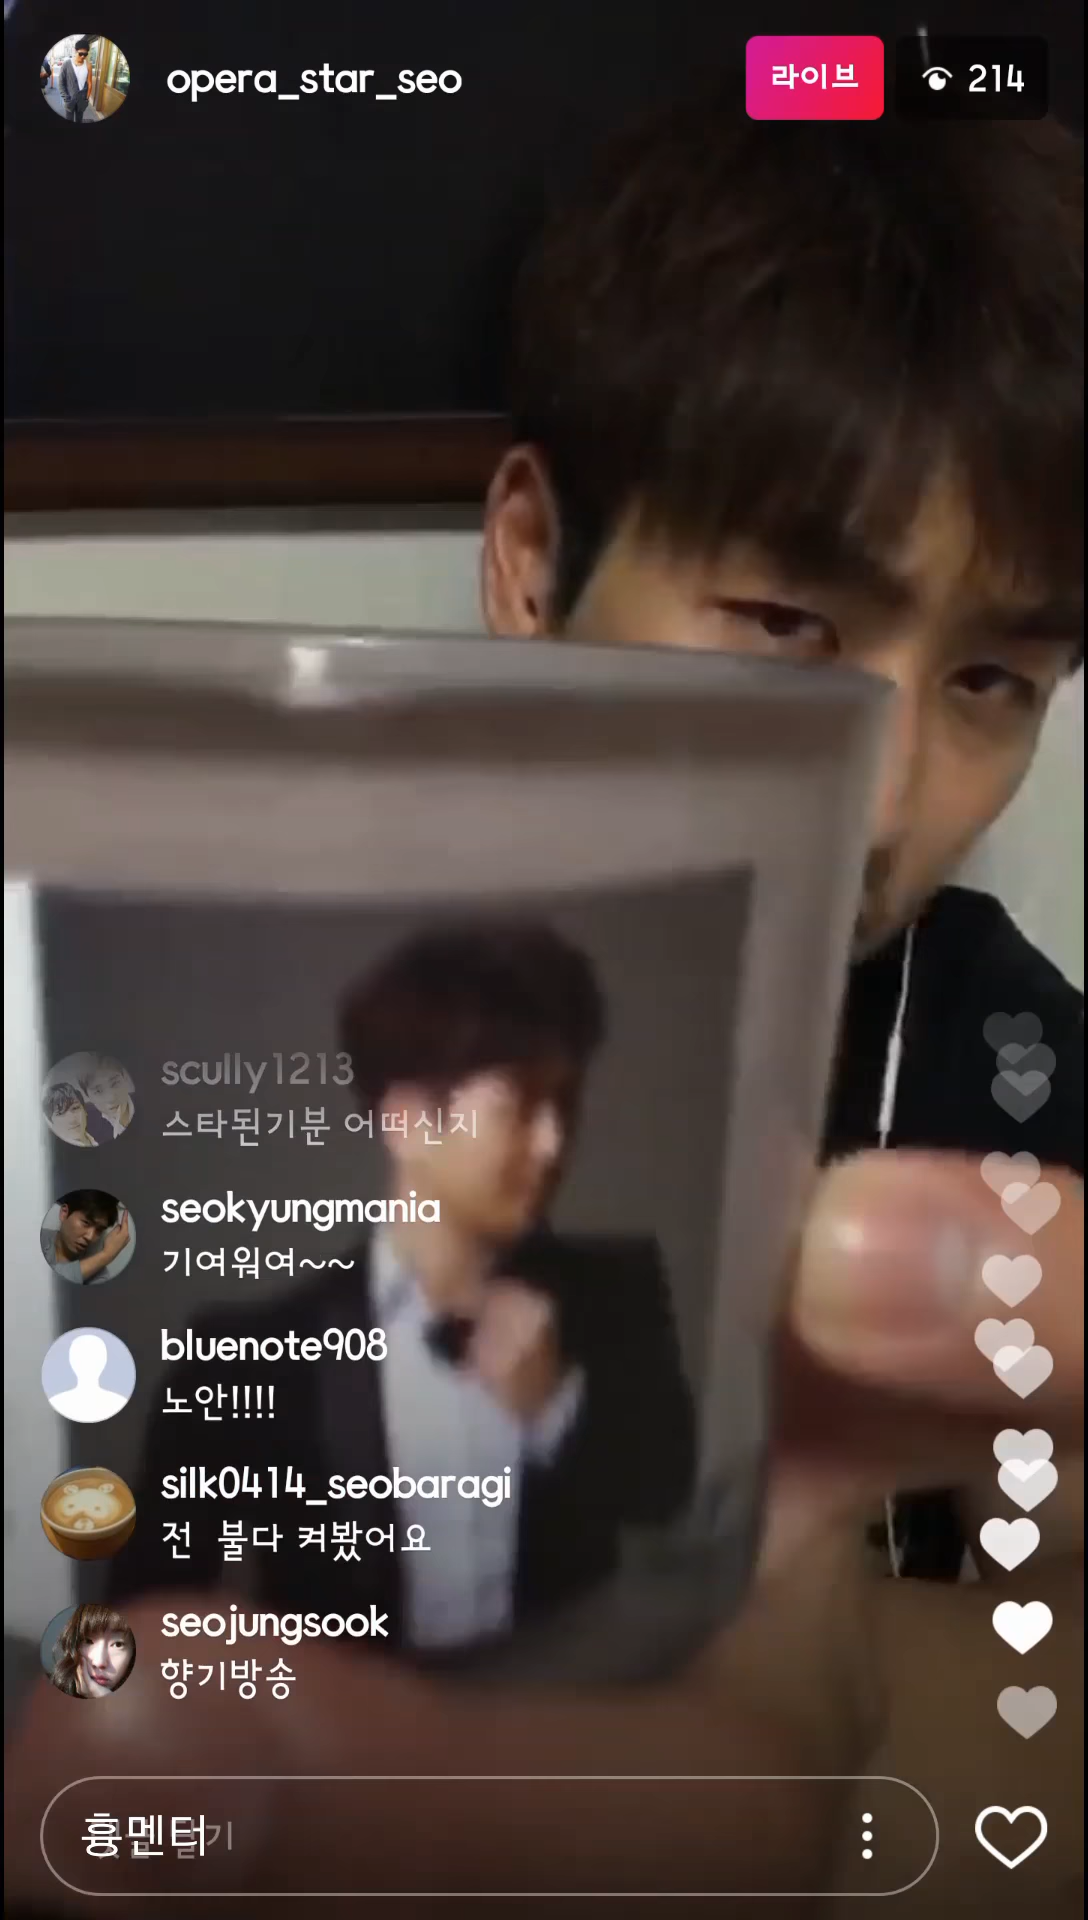 opera_star_seo
라이브
214
scully1213
스타된기분 어떠신지
seokyungmania
기여워여~~
bluenote908
노안!!!!
silk0414_seobaragi
전  불다 켜봤어요
seojungsook
향기방송
흉멘터